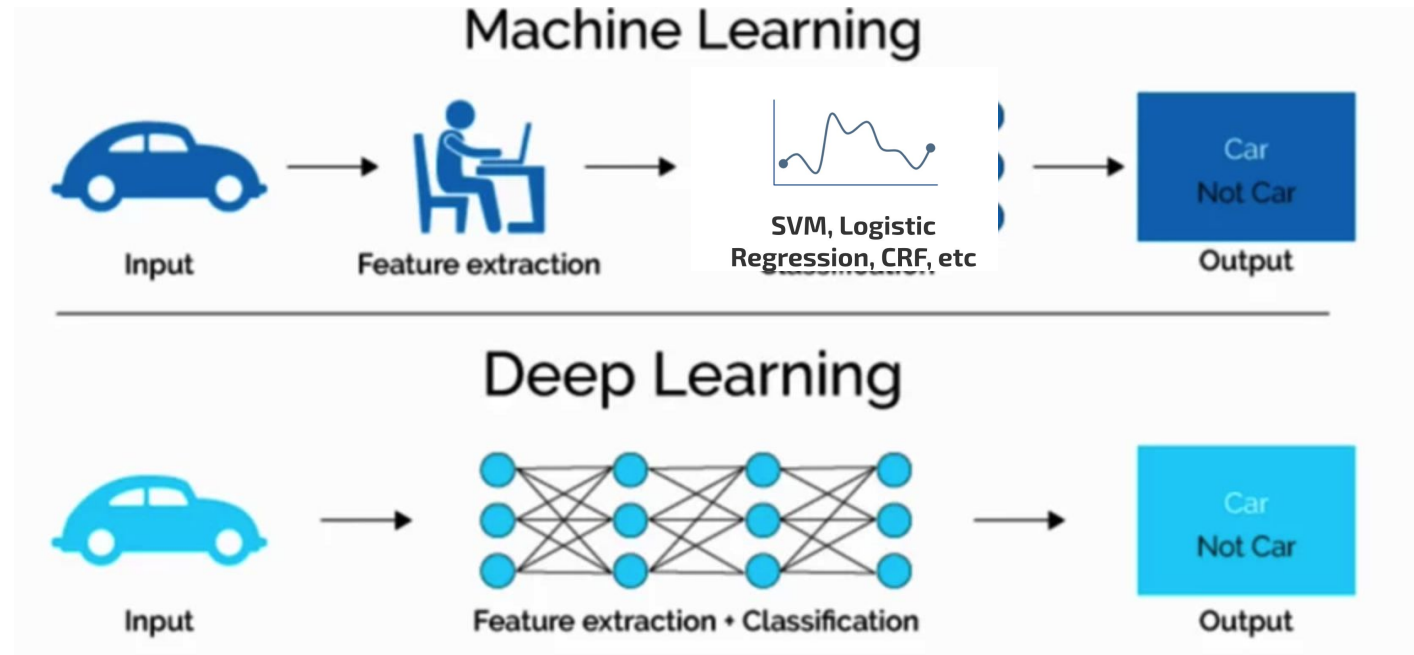 Machine Learning
SVM, Logistic
Regression, CRF, etc
Car
Not Car
Input
Feature extraction
Output
Deep Learning
Car
Not Car
Input
Feature extraction + Classification
Output